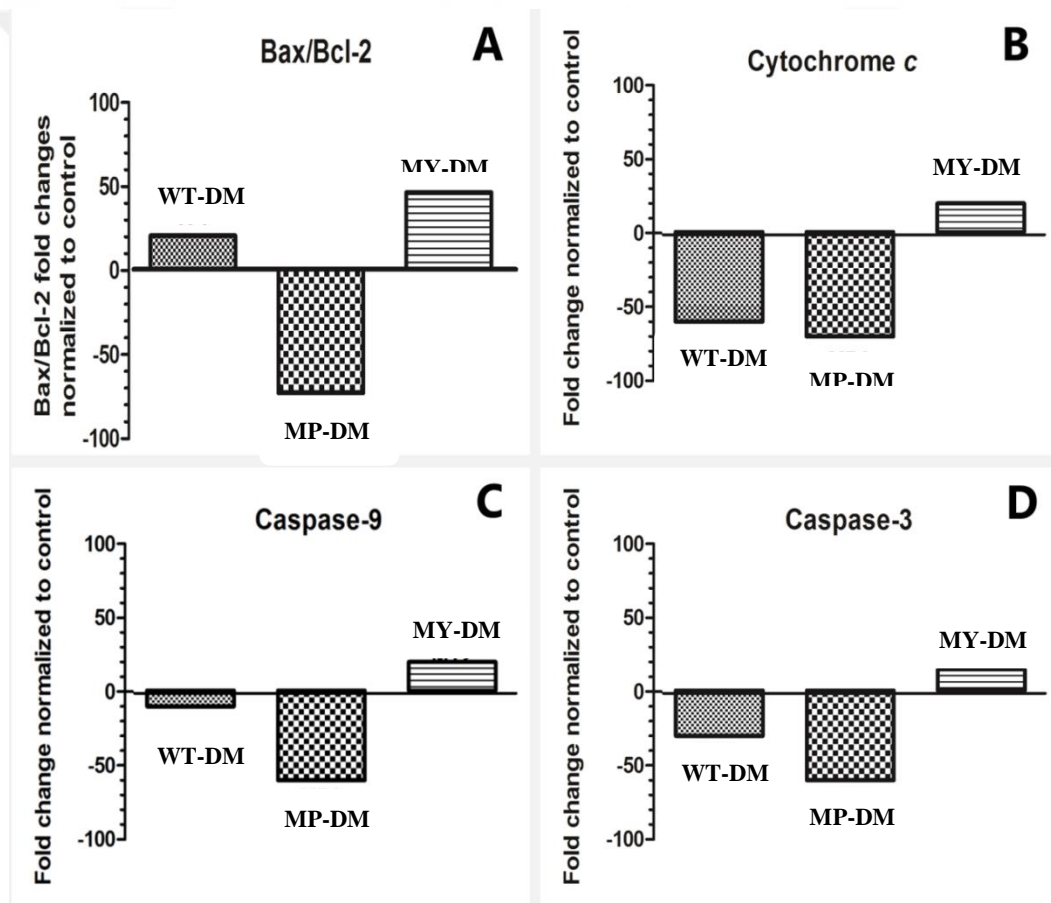 Bax/Bcl-2
A
Bax/Bcl-2 fold changes
normalized to control
100
50
0
-50
-100
WT-DM
MY-DM
MP-DM
Cytochrome c
B
Fold change normalized to control
100
50
0
-50
-100
MY-DM
WT-DM
MP-DM
Caspase-9
C
Fold change normalized to control
100
50
0
-50
-100
MY-DM
WT-DM
MP-DM
Caspase-3
D
Fold change normalized to control
100
50
0
-50
-100
MY-DM
WT-DM
MP-DM